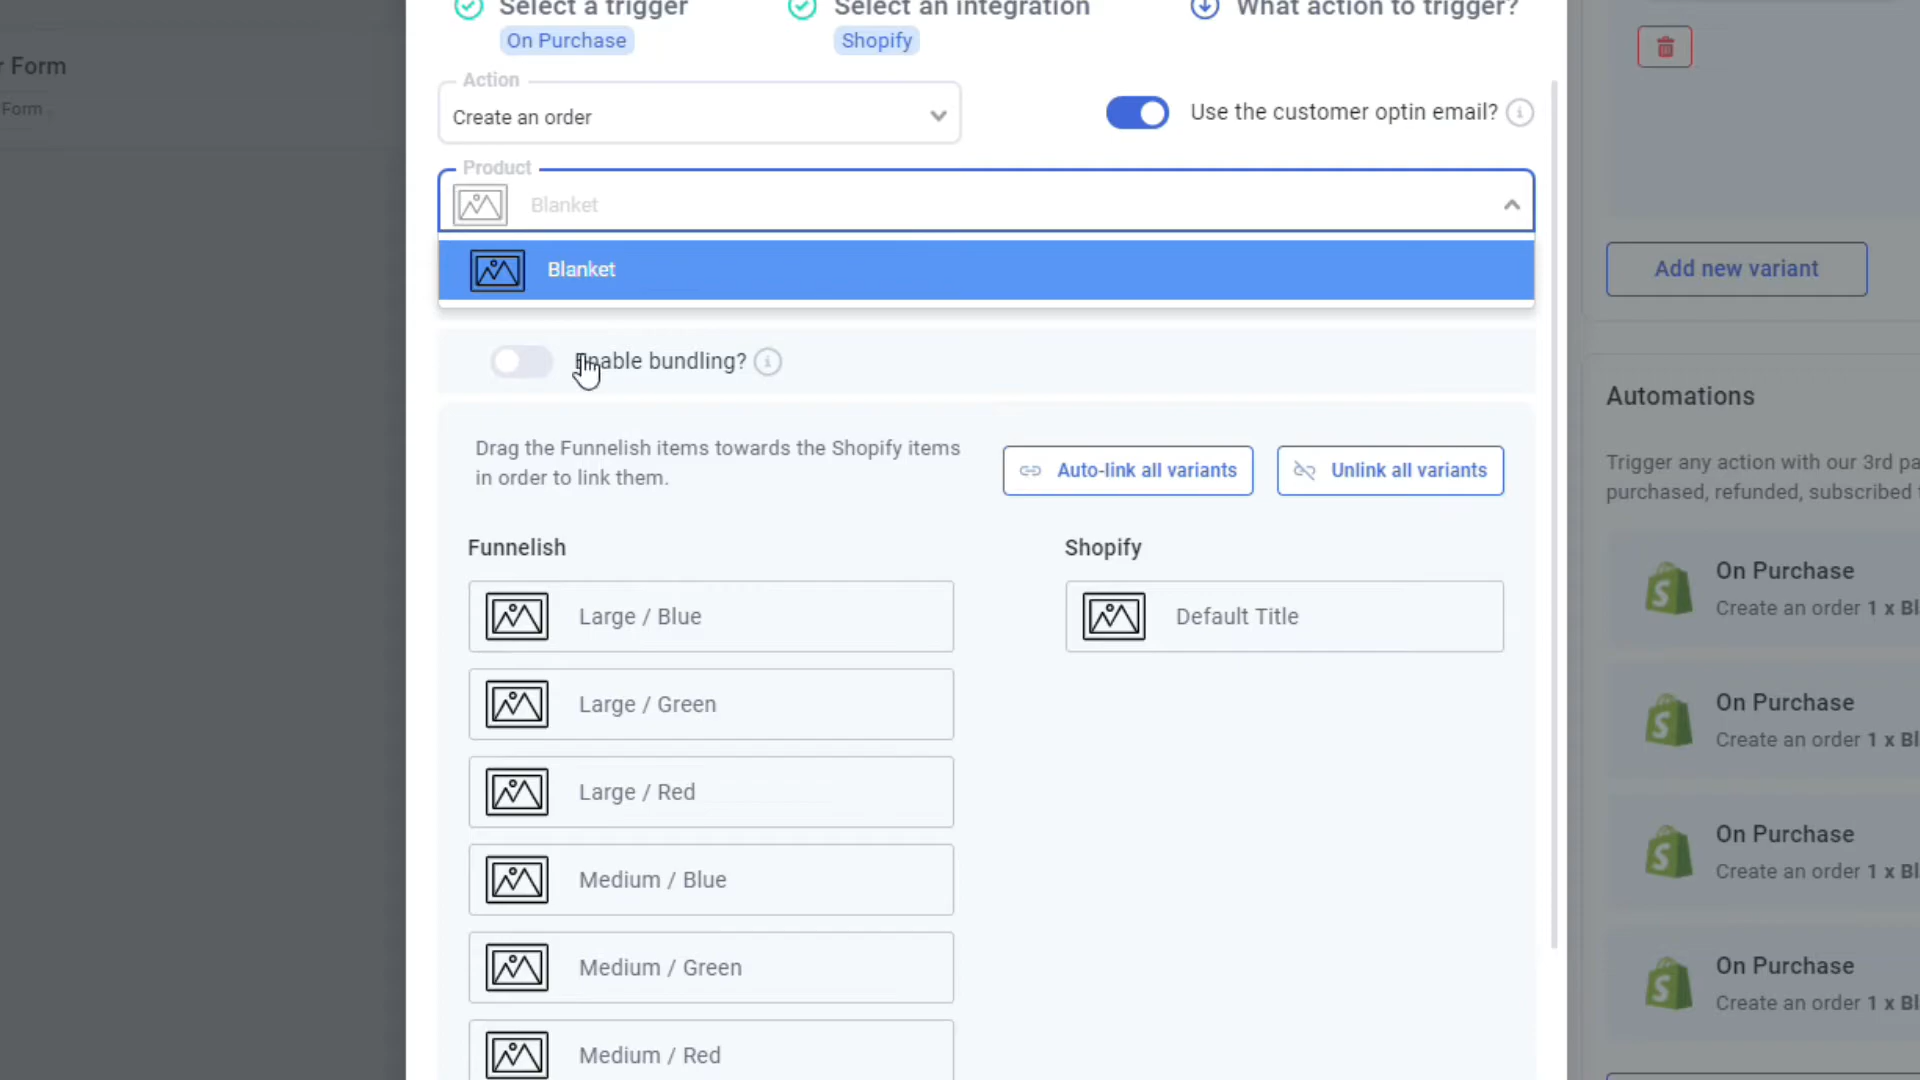 r Form
Form
Select a trigger
On Purchase
Select an integration
Shopify
What action to trigger?
Action
Create an order
Use the customer optin email?
Product
Blanket
Blanket
Enable bundling?
Drag the Funnelish items towards the Shopify items
in order to link them.
Auto-link all variants
Unlink all variants
Funnelish
Large / Blue
Large / Green
Large / Red
Medium / Blue
Medium / Green
Medium / Red
Shopify
Default Title
Add new variant
Automations
Trigger any action with our 3rd pa
purchased, refunded, subscribed t
On Purchase
Create an order 1 x Bl
On Purchase
Create an order 1 x Bl
On Purchase
Create an order 1 x Bl
On Purchase
Create an order 1 x Bl